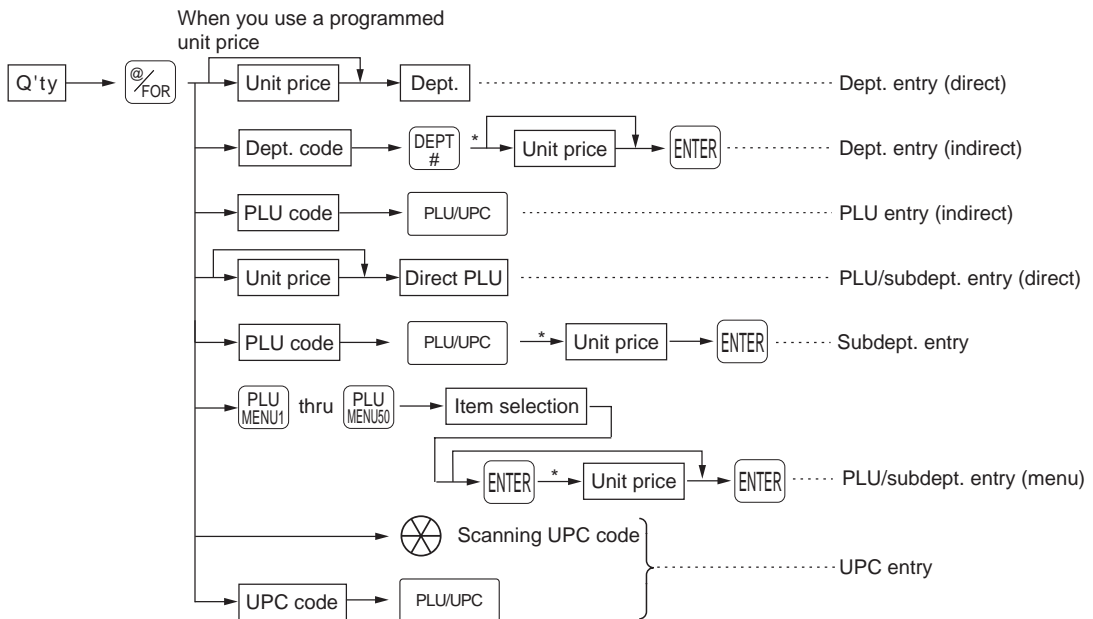 When you use a programmed
unit price
Q'ty @/FOR Unit price Dept. Dept. entry (direct)
Dept. code DEPT # * Unit price ENTER Dept. entry (indirect)
PLU code PLU/UPC PLU entry (indirect)
Unit price Direct PLU PLU/subdept. entry (direct)
PLU code PLU/UPC * Unit price ENTER Subdept. entry
PLU MENU1 thru PLU MENU50 Item selection
ENTER * Unit price ENTER PLU/subdept. entry (menu)
Scanning UPC code
UPC entry
UPC code PLU/UPC